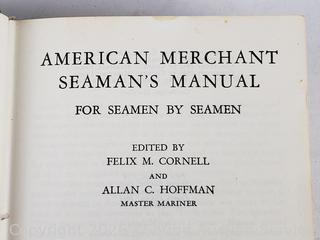 AMERICAN MERCHANT
SEAMAN'S MANUAL
FOR SEAMEN BY SEAMEN
EDITED BY
FELIX M. CORNELL
AND
ALLAN C. HOFFMAN
MASTER MARINER